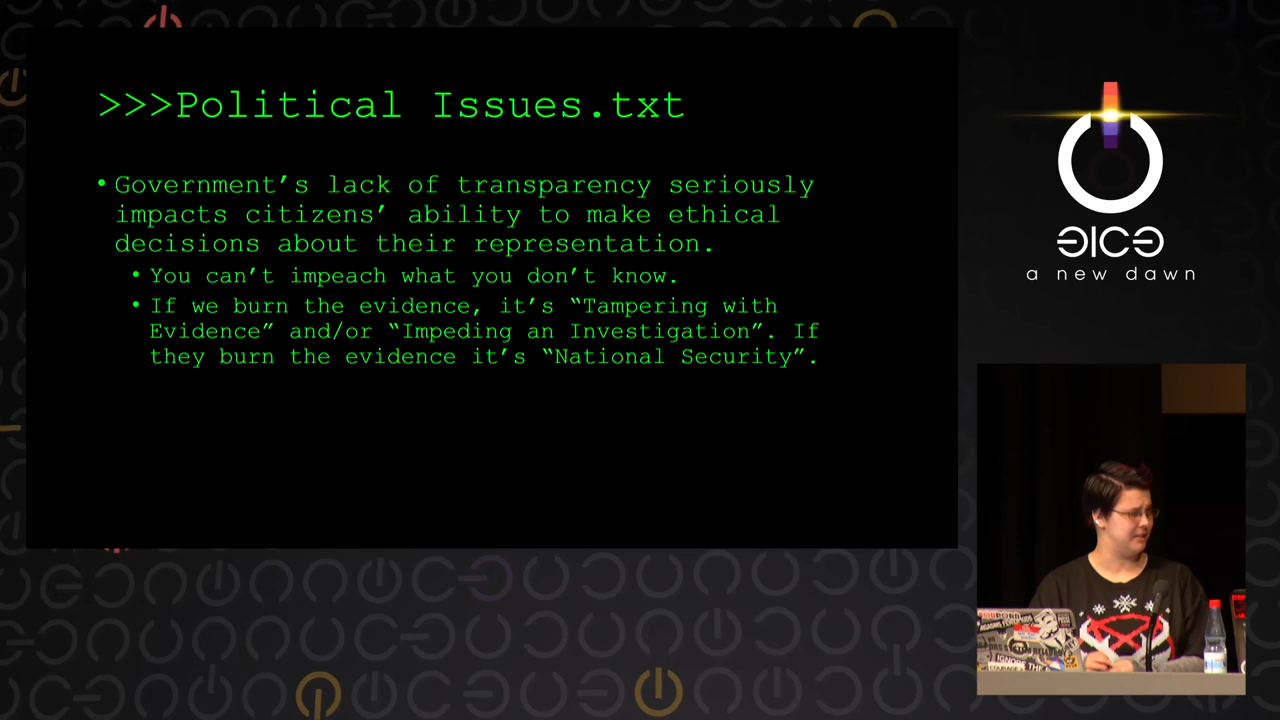 >>>Political Issues.txt
• Government’s lack of transparency seriously
impacts citizens’ ability to make ethical
decisions about their representation.
• You can’t impeach what you don’t know.
• If we burn the evidence, it’s “Tampering with
Evidence” and/or “Impeding an Investigation”. If
they burn the evidence it’s “National Security”.
a new dawn
IGNORE THE